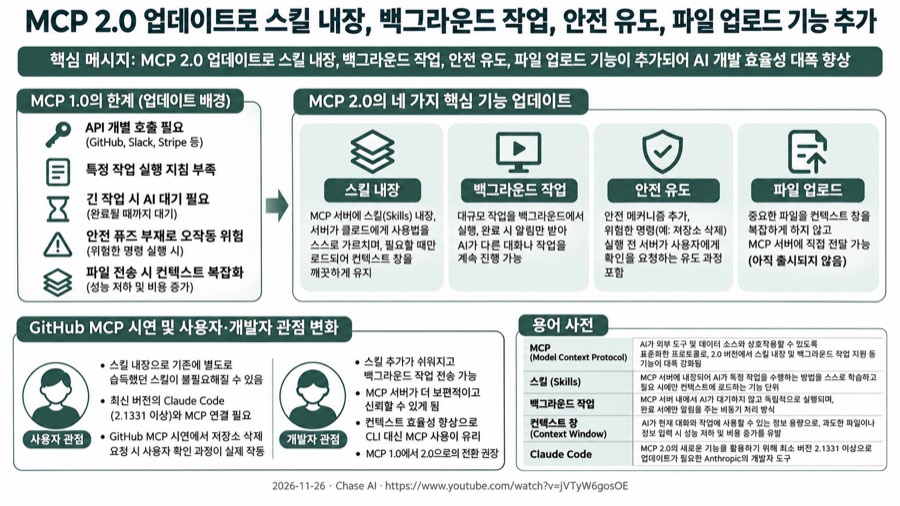 MCP 2.0 업데이트로 스킬 내장, 백그라운드 작업, 안전 유도, 파일 업로드 기능 추가
핵심 메시지: MCP 2.0 업데이트로 스킬 내장, 백그라운드 작업, 안전 유도, 파일 업로드 기능이 추가되어 AI 개발 효율성 대폭 향상
MCP 1.0의 한계 (업데이트 배경)
API 개별 호출 필요
(GitHub, Slack, Stripe 등)
특정 작업 실행 지침 부족
긴 작업 시 AI 대기 필요
(완료될 때까지 대기)
안전 퓨즈 부재로 오작동 위험
(위험한 명령 실행 시)
파일 전송 시 컨텍스트 복잡화
(성능 저하 및 비용 증가)
MCP 2.0의 네 가지 핵심 기능 업데이트
스킬 내장
MCP 서버에 스킬(Skills) 내장,
서버가 클로드에게 사용법을
스스로 가르치며, 필요할 때만
로드되어 컨텍스트 창을
깨끗하게 유지
백그라운드 작업
대규모 작업을 백그라운드에서
실행, 완료 시 알림만 받아
AI가 다른 대화나 작업을
계속 진행 가능
안전 유도
안전 메커니즘 추가,
위험한 명령(예: 저장소 삭제)
실행 전 서버가 사용자에게
확인을 요청하는 유도 과정
포함
파일 업로드
중요한 파일을 컨텍스트 창을
복잡하게 하지 않고
MCP 서버에 직접 전달 가능
(아직 출시되지 않음)
GitHub MCP 시연 및 사용자·개발자 관점 변화
사용자 관점
• 스킬 내장으로 기존에 별도로
습득했던 스킬이 불필요해질 수 있음
• 최신 버전의 Claude Code
(2.1331 이상)와 MCP 연결 필요
• GitHub MCP 시연에서 저장소 삭제
요청 시 사용자 확인 과정이 실제 작동
개발자 관점
• 스킬 추가가 쉬워지고
백그라운드 작업 전송 가능
• MCP 서버가 더 보편적이고
신뢰할 수 있게 됨
• 컨텍스트 효율성 향상으로
CLI 대신 MCP 사용이 유리
• MCP 1.0에서 2.0으로의 전환 권장
용어 사전
MCP
(Model Context Protocol)
AI가 외부 도구 및 데이터 소스와 상호작용할 수 있도록
표준화한 프로토콜로, 2.0 버전에서 스킬 내장 및 백그라운드 작업 지원 등
기능이 대폭 강화됨
스킬 (Skills)
MCP 서버에 내장되어 AI가 특정 작업을 수행하는 방법을 스스로 학습하고
필요 시에만 컨텍스트에 로드하는 기능 단위
백그라운드 작업
MCP 서버 내에서 AI가 대기하지 않고 독립적으로 실행되며,
완료 시에만 알림을 주는 비동기 처리 방식
컨텍스트 창
(Context Window)
AI가 현재 대화와 작업에 사용할 수 있는 정보 용량으로, 과도한 파일이나
정보 입력 시 성능 저하 및 비용 증가를 유발
Claude Code
MCP 2.0의 새로운 기능을 활용하기 위해 최소 버전 2.1331 이상으로
업데이트가 필요한 Anthropic의 개발자 도구
2026-11-26 · Chase AI · https://www.youtube.com/watch?v=jVTyW6gosOE